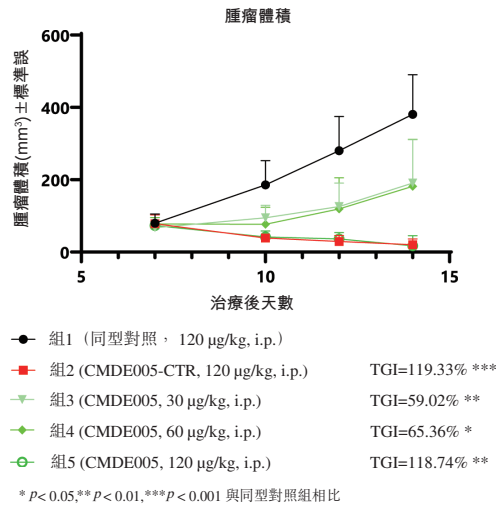 腫瘤體積
600
400
200
0
腫瘤體積(mm³)±標準誤
5
10
15
治療後天數
組1（同型對照，120 μg/kg, i.p.）
組2 (CMDE005-CTR, 120 μg/kg, i.p.) TGI=119.33% ***
組3 (CMDE005, 30 μg/kg, i.p.) TGI=59.02% **
組4 (CMDE005, 60 μg/kg, i.p.) TGI=65.36% *
組5 (CMDE005, 120 μg/kg, i.p.) TGI=118.74% **
* p< 0.05,** p< 0.01,***p< 0.001 與同型對照組相比